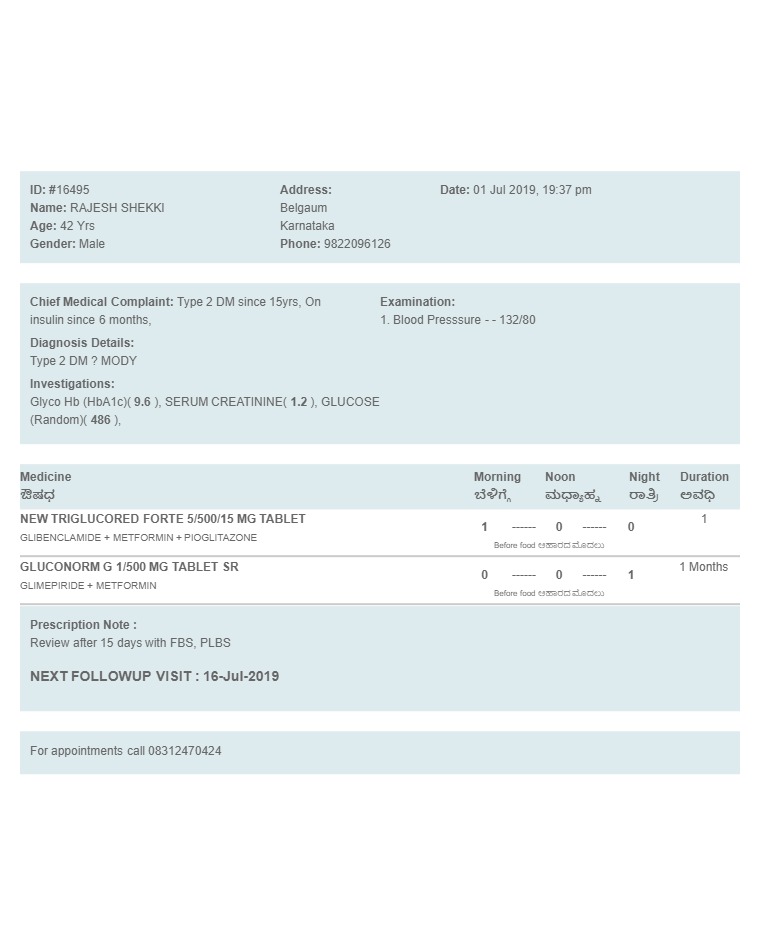 ID: #16495
Name: RAJESH SHEKKI
Age: 42 Yrs
Gender: Male
Address:
Belgaum
Karnataka
Phone: 9822096126
Date: 01 Jul 2019, 19:37 pm
Chief Medical Complaint: Type 2 DM since 15yrs, On
insulin since 6 months,
Diagnosis Details:
Type 2 DM ? MODY
Investigations:
Glyco Hb (HbA1c)( 9.6 ), SERUM CREATININE( 1.2 ), GLUCOSE
(Random)( 486 ),
Examination:
1. Blood Presssure - - 132/80
Medicine Morning Noon Night Duration
ಔಷಧ ಬೆಳಿಗ್ಗೆ ಮಧ್ಯಾಹ್ನ ರಾತ್ರಿ ಅವಧಿ
NEW TRIGLUCORED FORTE 5/500/15 MG TABLET 1 ------ 0 ------ 0 1
GLIBENCLAMIDE + METFORMIN + PIOGLITAZONE
Before food ಆಹಾರದ ಮೊದಲು
GLUCONORM G 1/500 MG TABLET SR 0 ------ 0 ------ 1 1 Months
GLIMEPIRIDE + METFORMIN
Before food ಆಹಾರದ ಮೊದಲು
Prescription Note :
Review after 15 days with FBS, PLBS
NEXT FOLLOWUP VISIT : 16-Jul-2019
For appointments call 08312470424